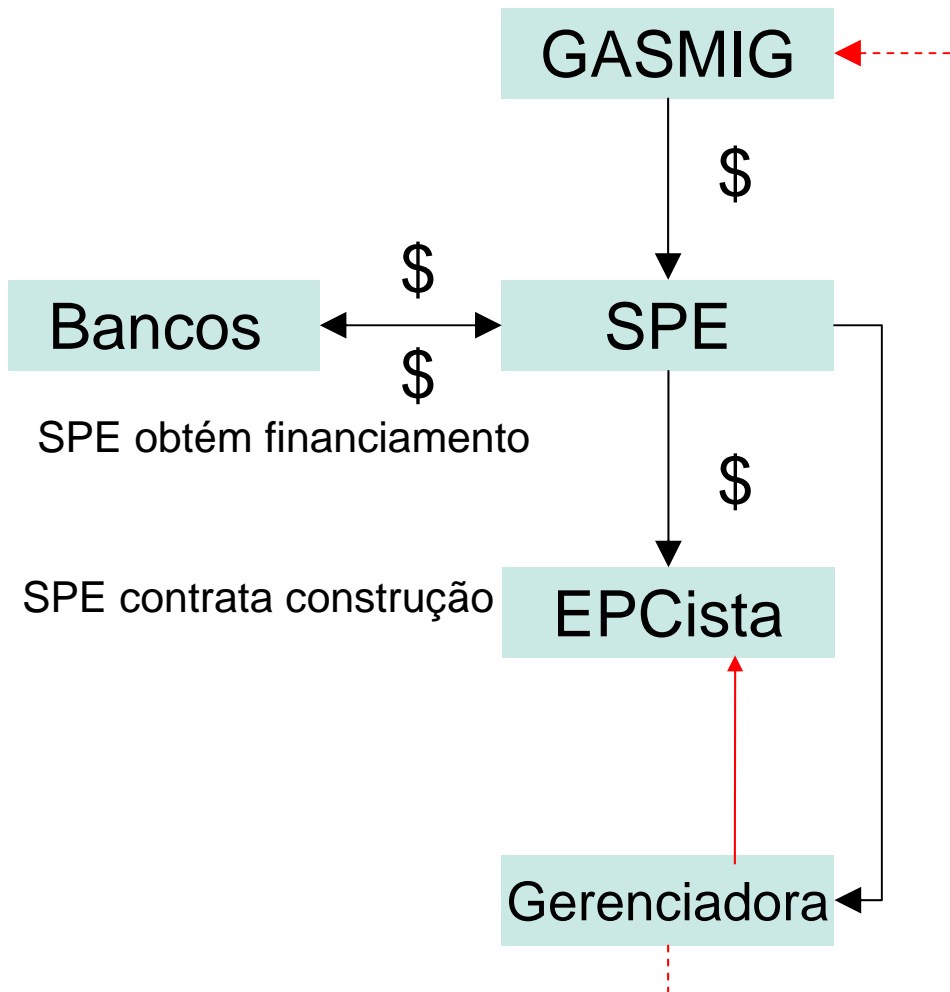 GASMIG
$
$
Bancos
SPE
$
SPE obtém financiamento
$
SPE contrata construção
EPCista
Gerenciadora